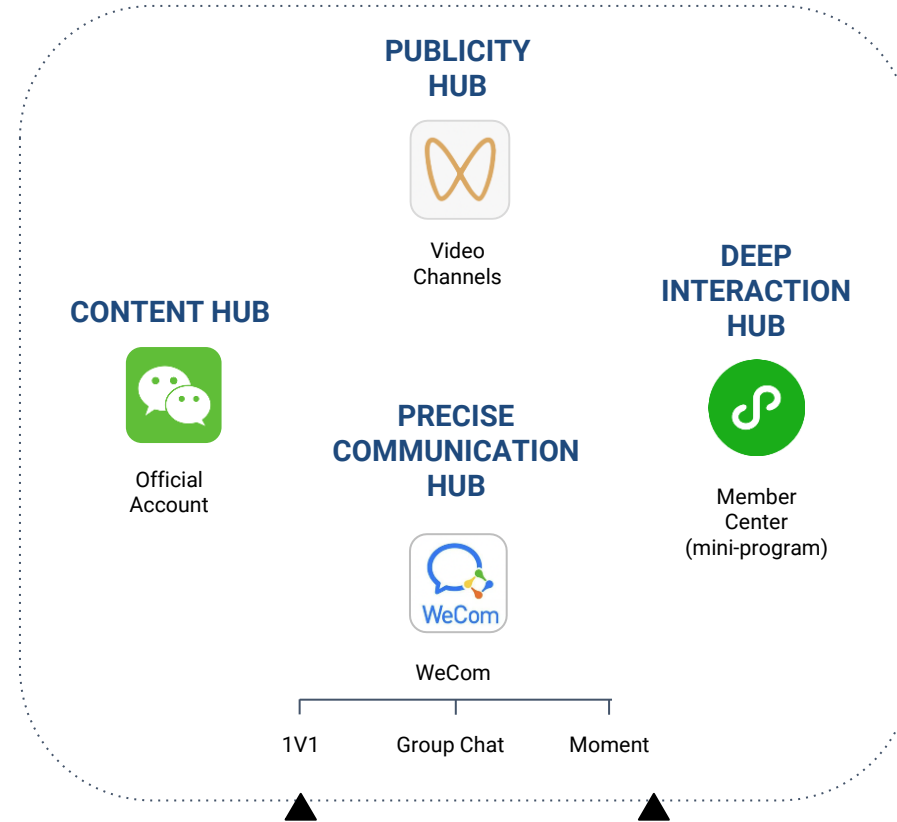 PUBLICITY
HUB
Video
Channels
CONTENT HUB
Official
Account
DEEP
INTERACTION
HUB
Member
Center
(mini-program)
PRECISE
COMMUNICATION
HUB
WeCom
WeCom
1V1
Group Chat
Moment